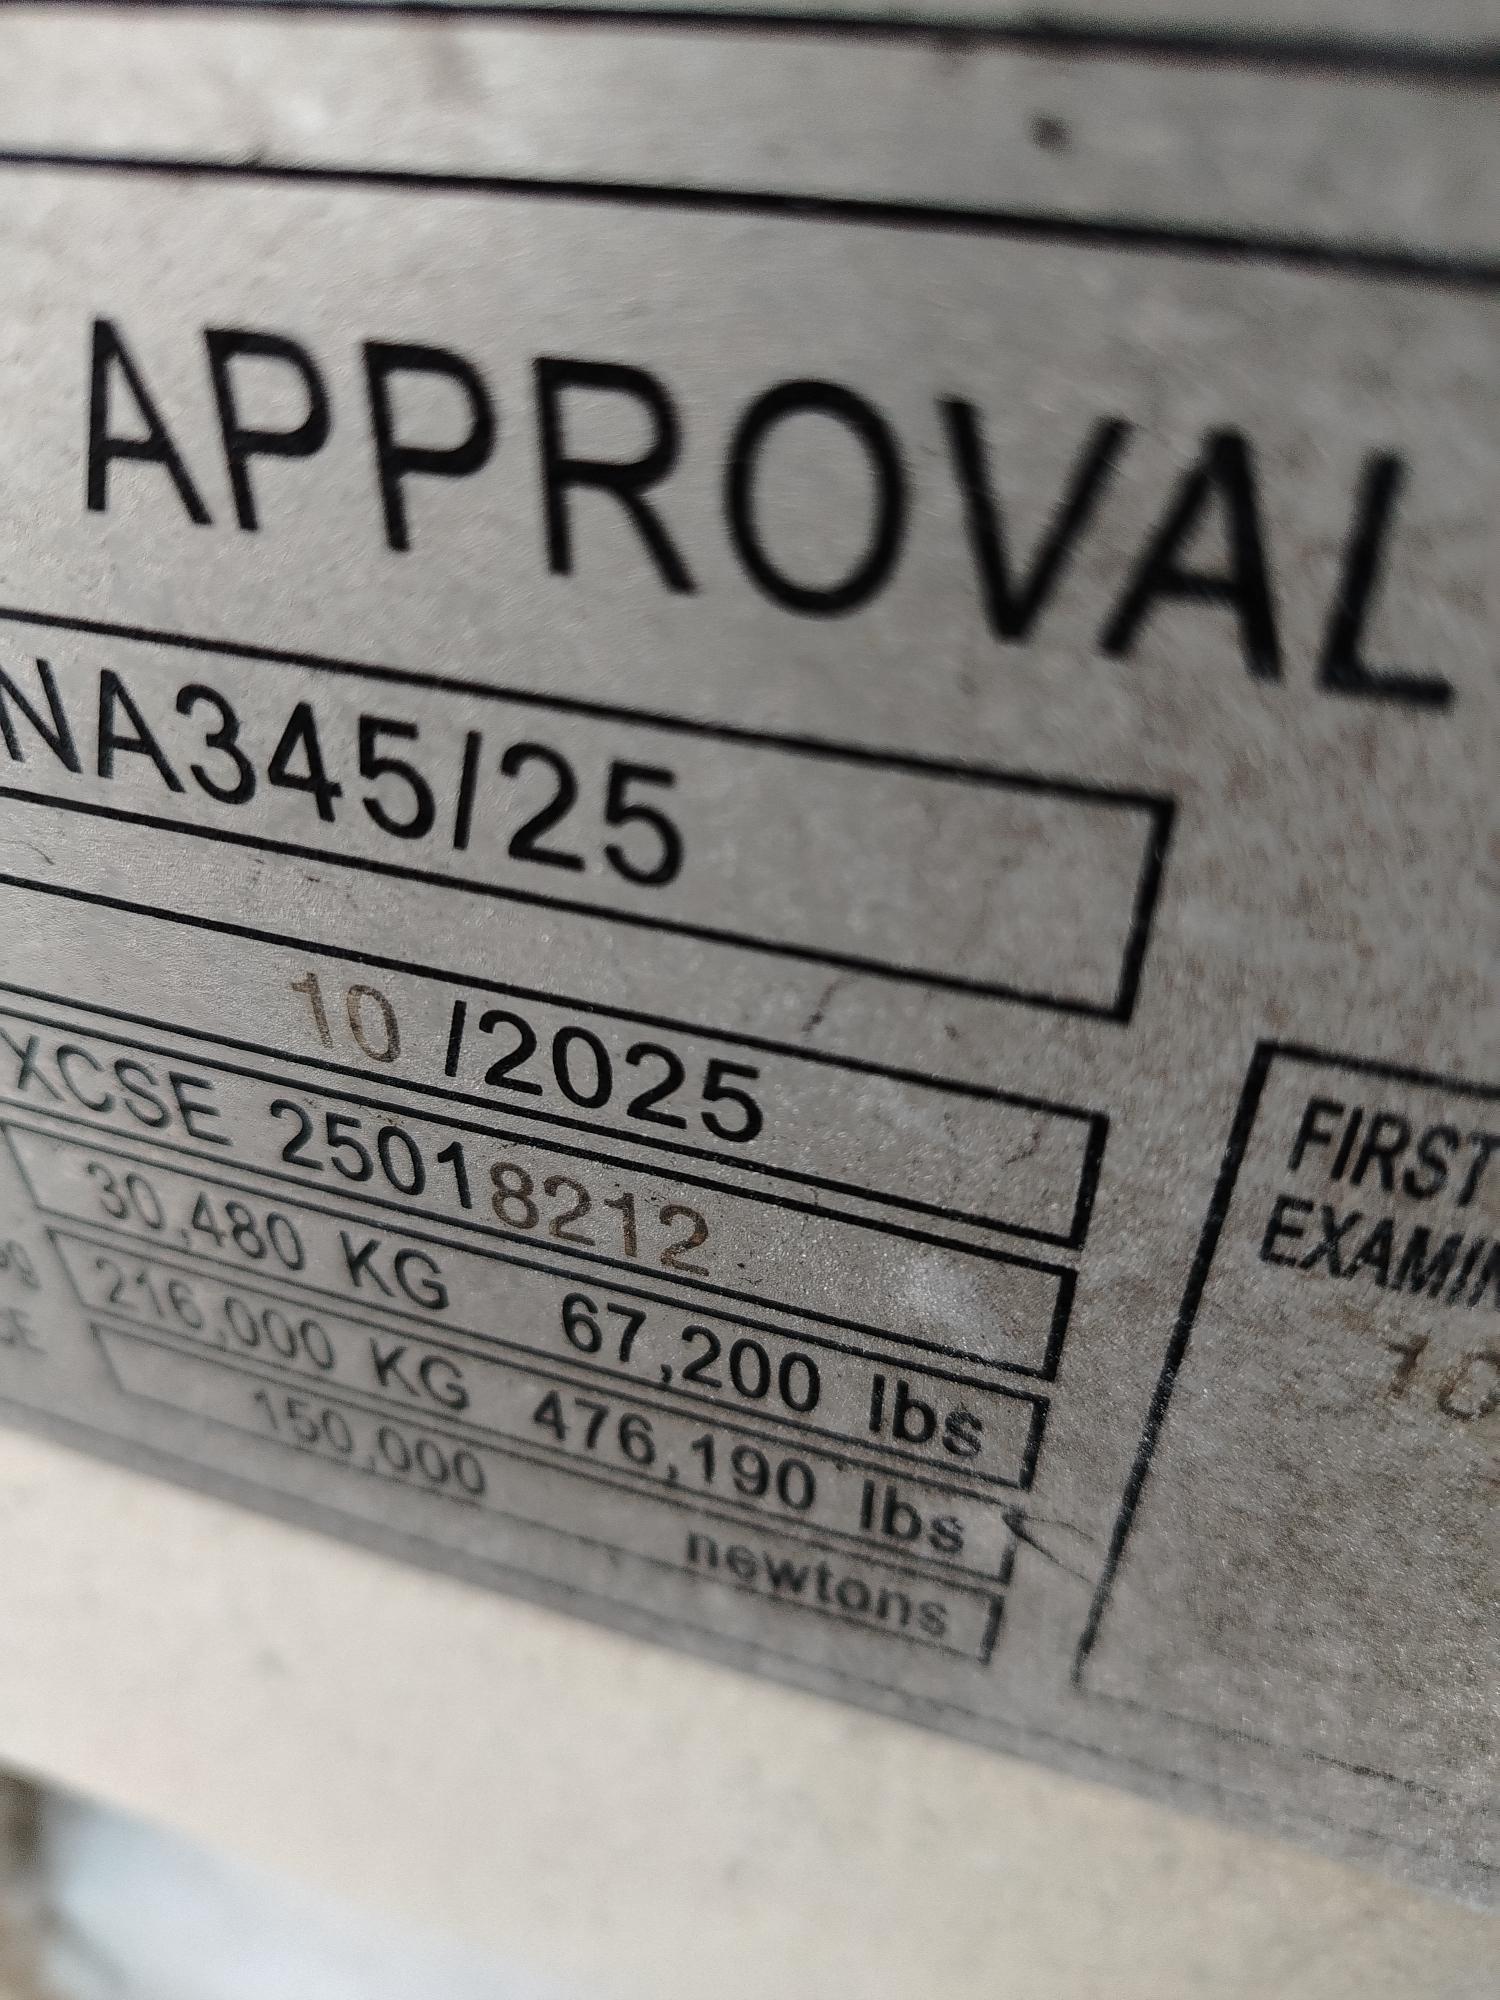 APPROVAL
NA345/25
10 /2025
XCSE 25018212
30,480 KG 67,200 lbs
216,000 KG 476,190 lbs
150,000 newtons
FIRST
EXAMIN
10